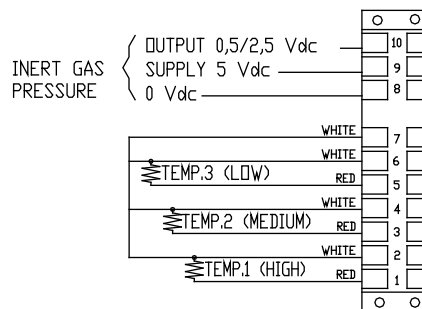 OUTPUT 0,5/2,5 Vdc
10
INERT GAS
PRESSURE
SUPPLY 5 Vdc
9
0 Vdc
8
WHITE
7
WHITE
6
TEMP.3 (LOW)
RED
5
WHITE
4
TEMP.2 (MEDIUM)
RED
3
WHITE
2
TEMP.1 (HIGH)
RED
1